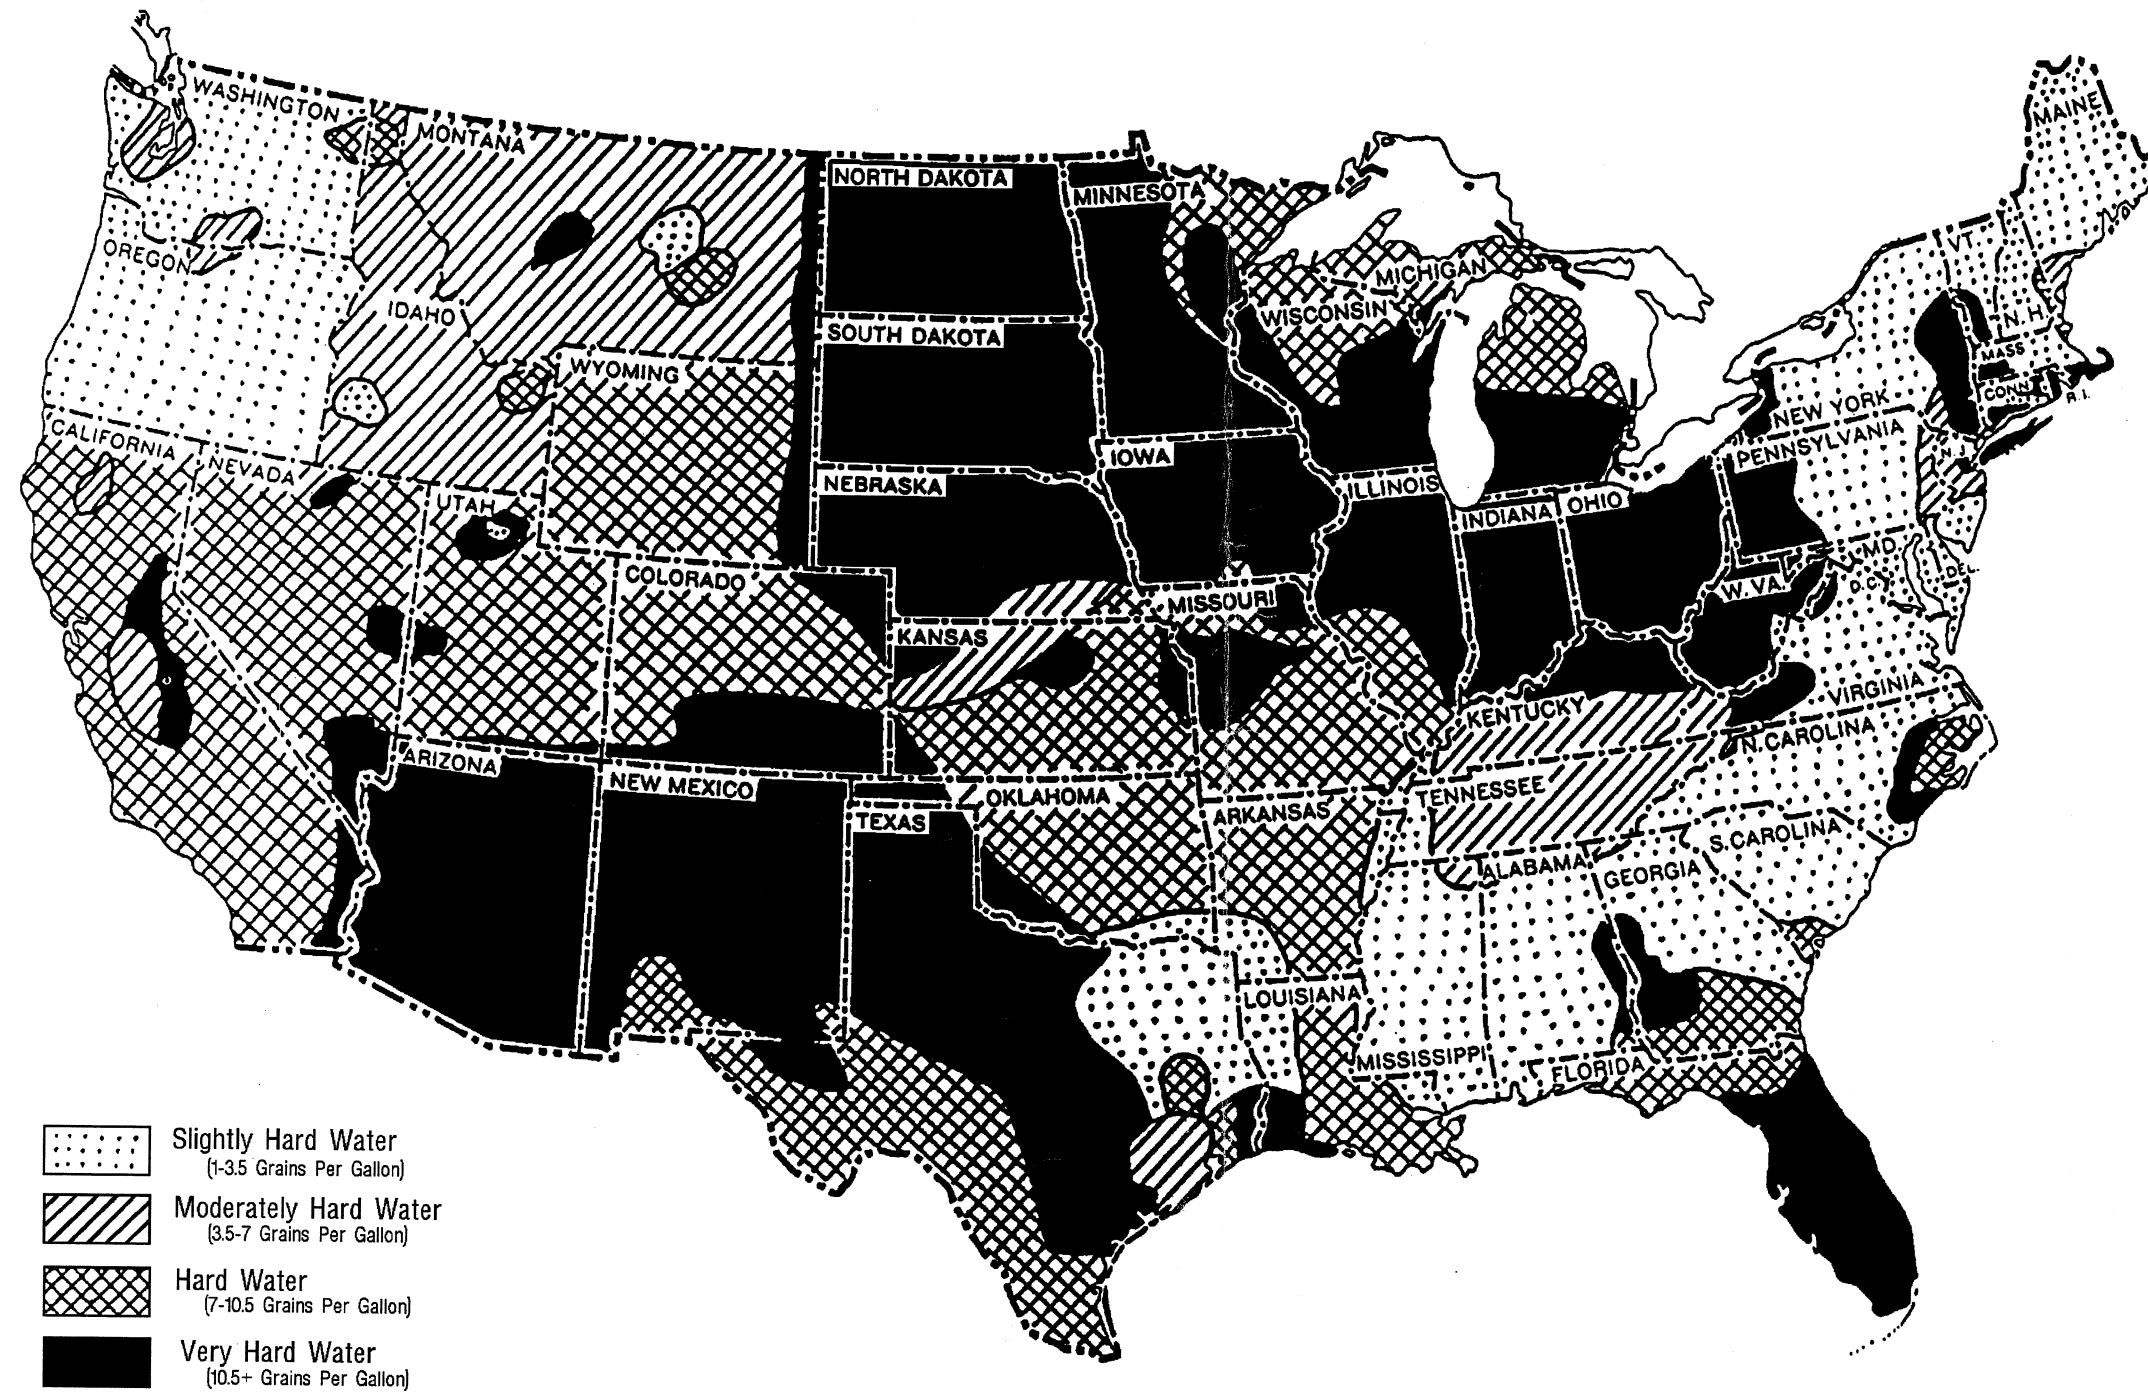 WASHINGTON
MONTANA
MAINE
NORTH DAKOTA
MINNESOTA
OREGON
VT.
MICHIGAN
IDAHO
WISCONSIN
N.H.
SOUTH DAKOTA
MASS
WYOMING
CONN.
R.I.
NEW YORK
CALIFORNIA
PENNSYLVANIA
NEVADA
IOWA
N.J.
NEBRASKA
ILLINOIS
UTAH
INDIANA
OHIO
MD.
COLORADO
D.C.
DEL.
W. VA.
MISSOURI
KANSAS
VIRGINIA
KENTUCKY
N. CAROLINA
ARIZONA
NEW MEXICO
OKLAHOMA
TENNESSEE
TEXAS
ARKANSAS
S. CAROLINA
ALABAMA
GEORGIA
LOUISIANA
MISSISSIPPI
FLORIDA
Slightly Hard Water
(1-3.5 Grains Per Gallon)
Moderately Hard Water
(3.5-7 Grains Per Gallon)
Hard Water
(7-10.5 Grains Per Gallon)
Very Hard Water
(10.5+ Grains Per Gallon)